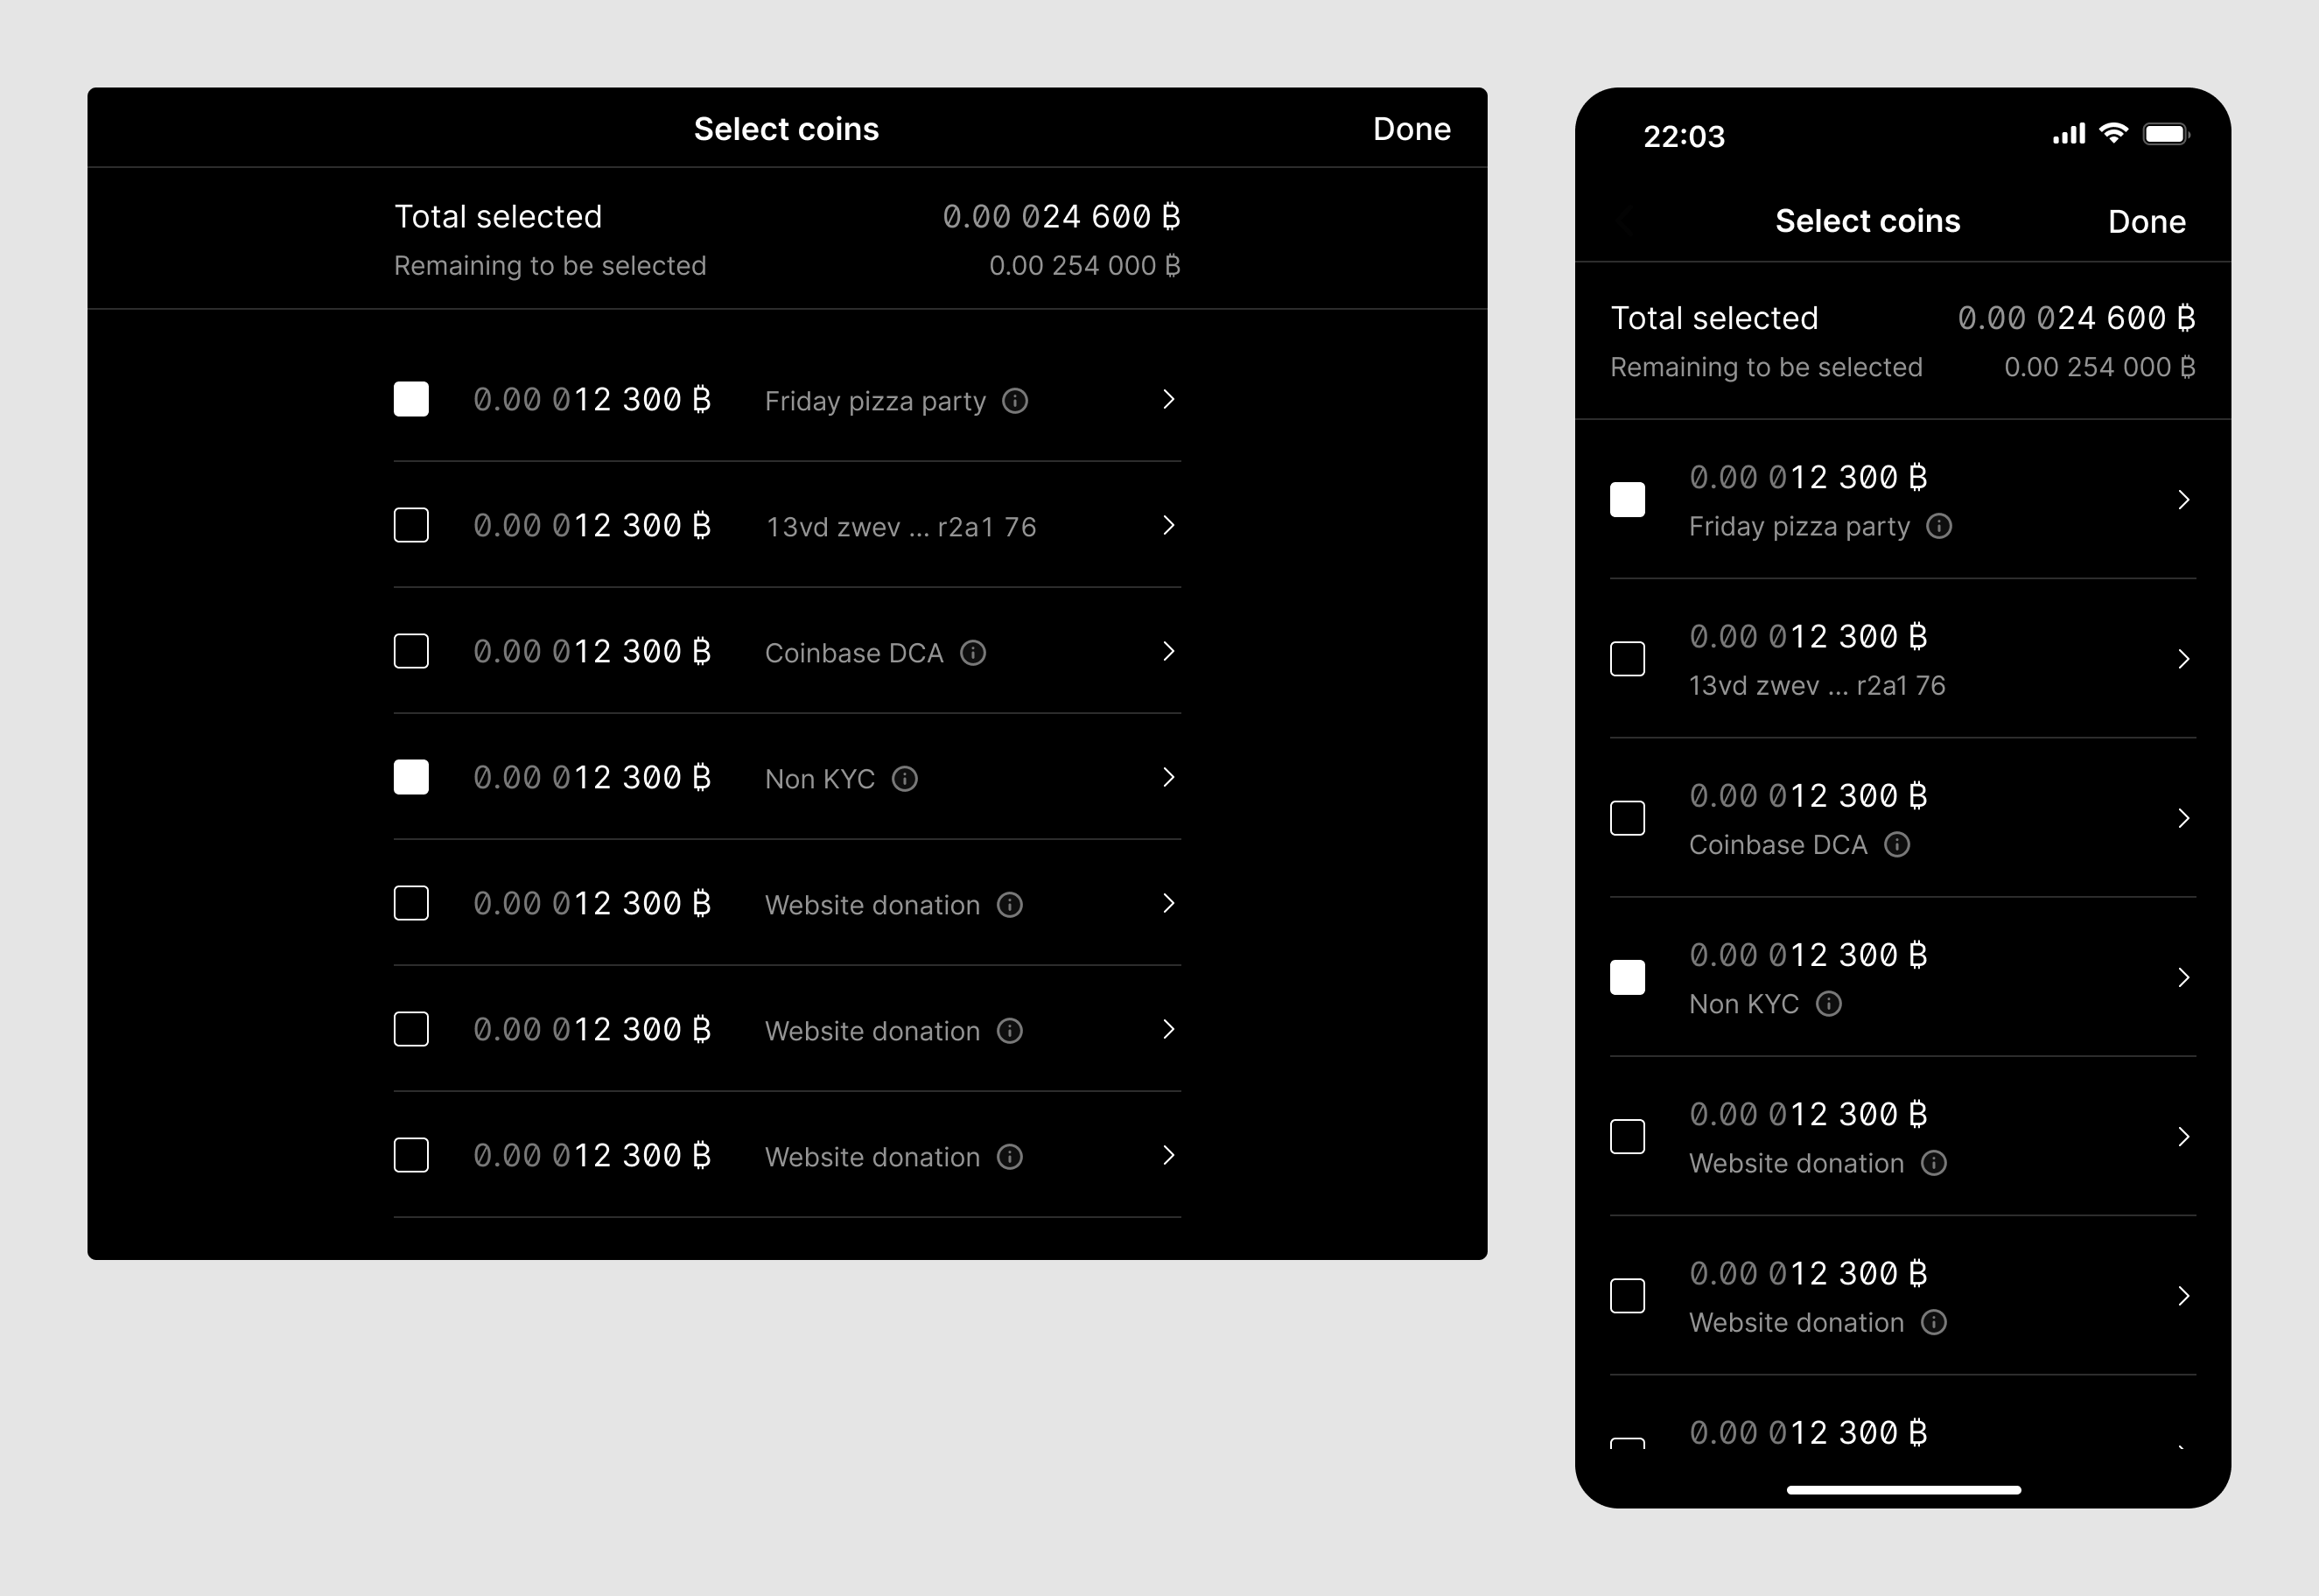 Select coins Done
Total selected 0.00 024 600 ₿
Remaining to be selected 0.00 254 000 ₿
0.00 012 300 ₿ Friday pizza party
0.00 012 300 ₿ 13vd zwev ... r2a1 76
0.00 012 300 ₿ Coinbase DCA
0.00 012 300 ₿ Non KYC
0.00 012 300 ₿ Website donation
0.00 012 300 ₿ Website donation
0.00 012 300 ₿ Website donation
22:03
Select coins Done
Total selected 0.00 024 600 ₿
Remaining to be selected 0.00 254 000 ₿
0.00 012 300 ₿
Friday pizza party
0.00 012 300 ₿
13vd zwev ... r2a1 76
0.00 012 300 ₿
Coinbase DCA
0.00 012 300 ₿
Non KYC
0.00 012 300 ₿
Website donation
0.00 012 300 ₿
Website donation
0.00 012 300 ₿